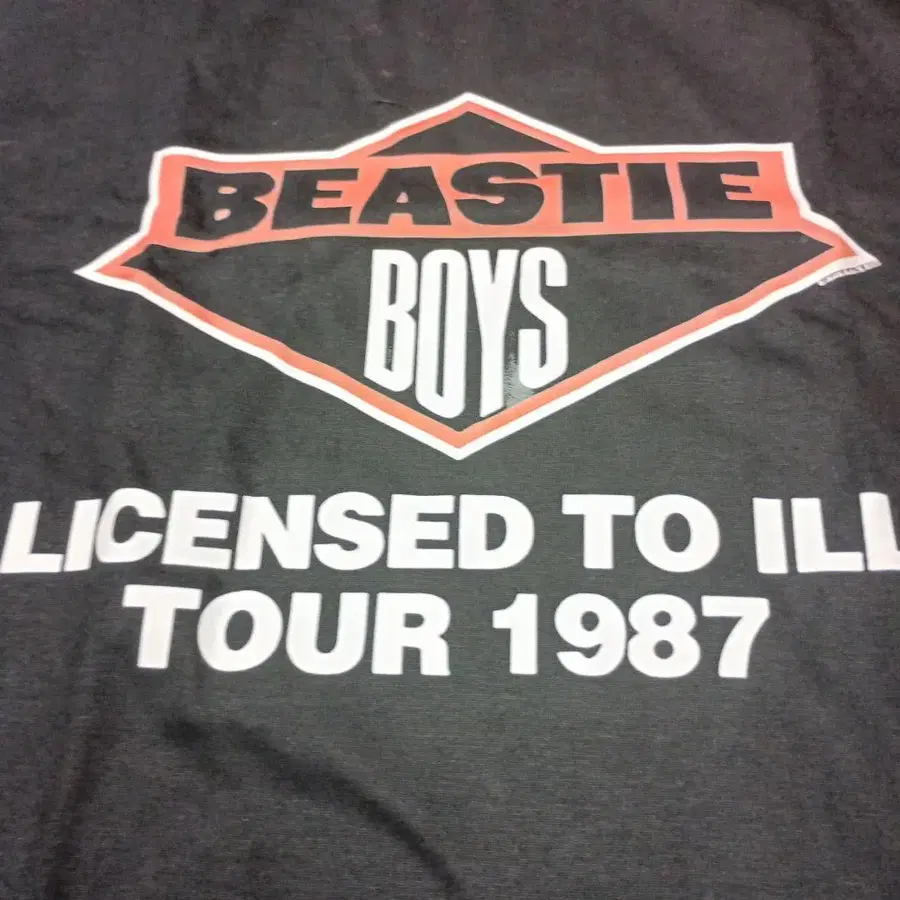 BEASTIE
BOYS
LICENSED TO ILL
TOUR 1987